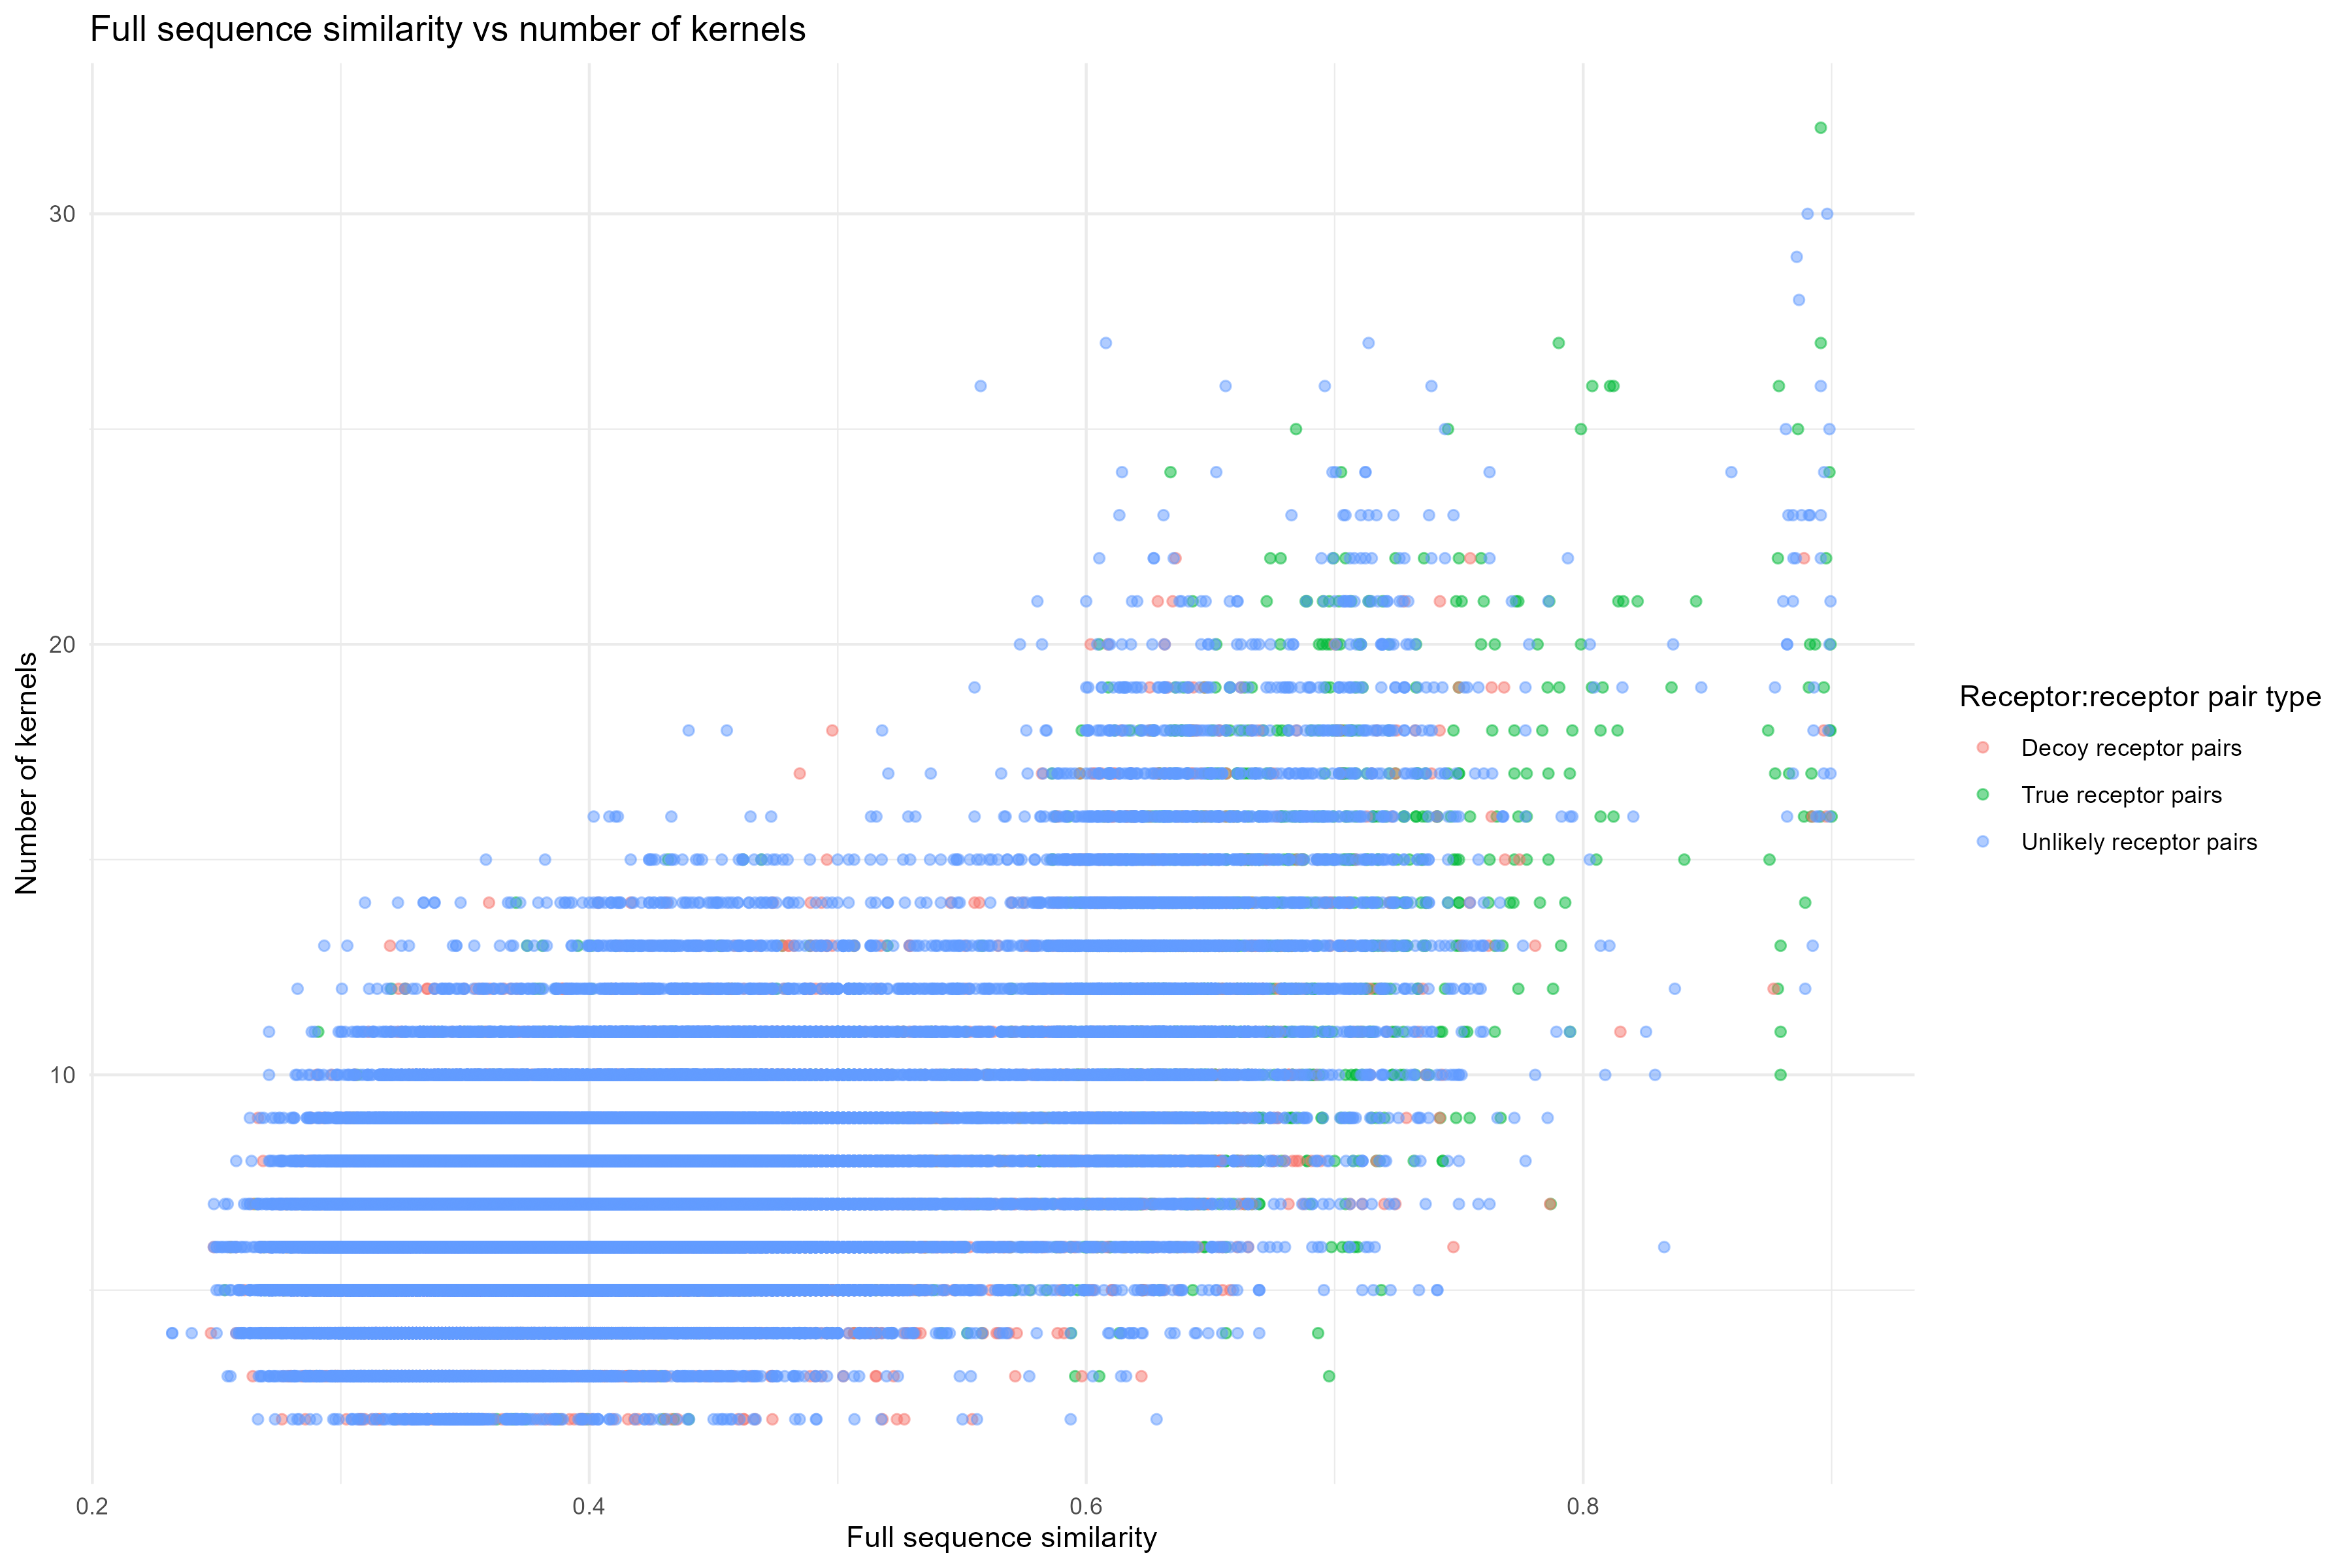 Full sequence similarity vs number of kernels
30
20
10
Number of kernels
0.2
0.4
0.6
0.8
Full sequence similarity
Receptor:receptor pair type
Decoy receptor pairs
True receptor pairs
Unlikely receptor pairs